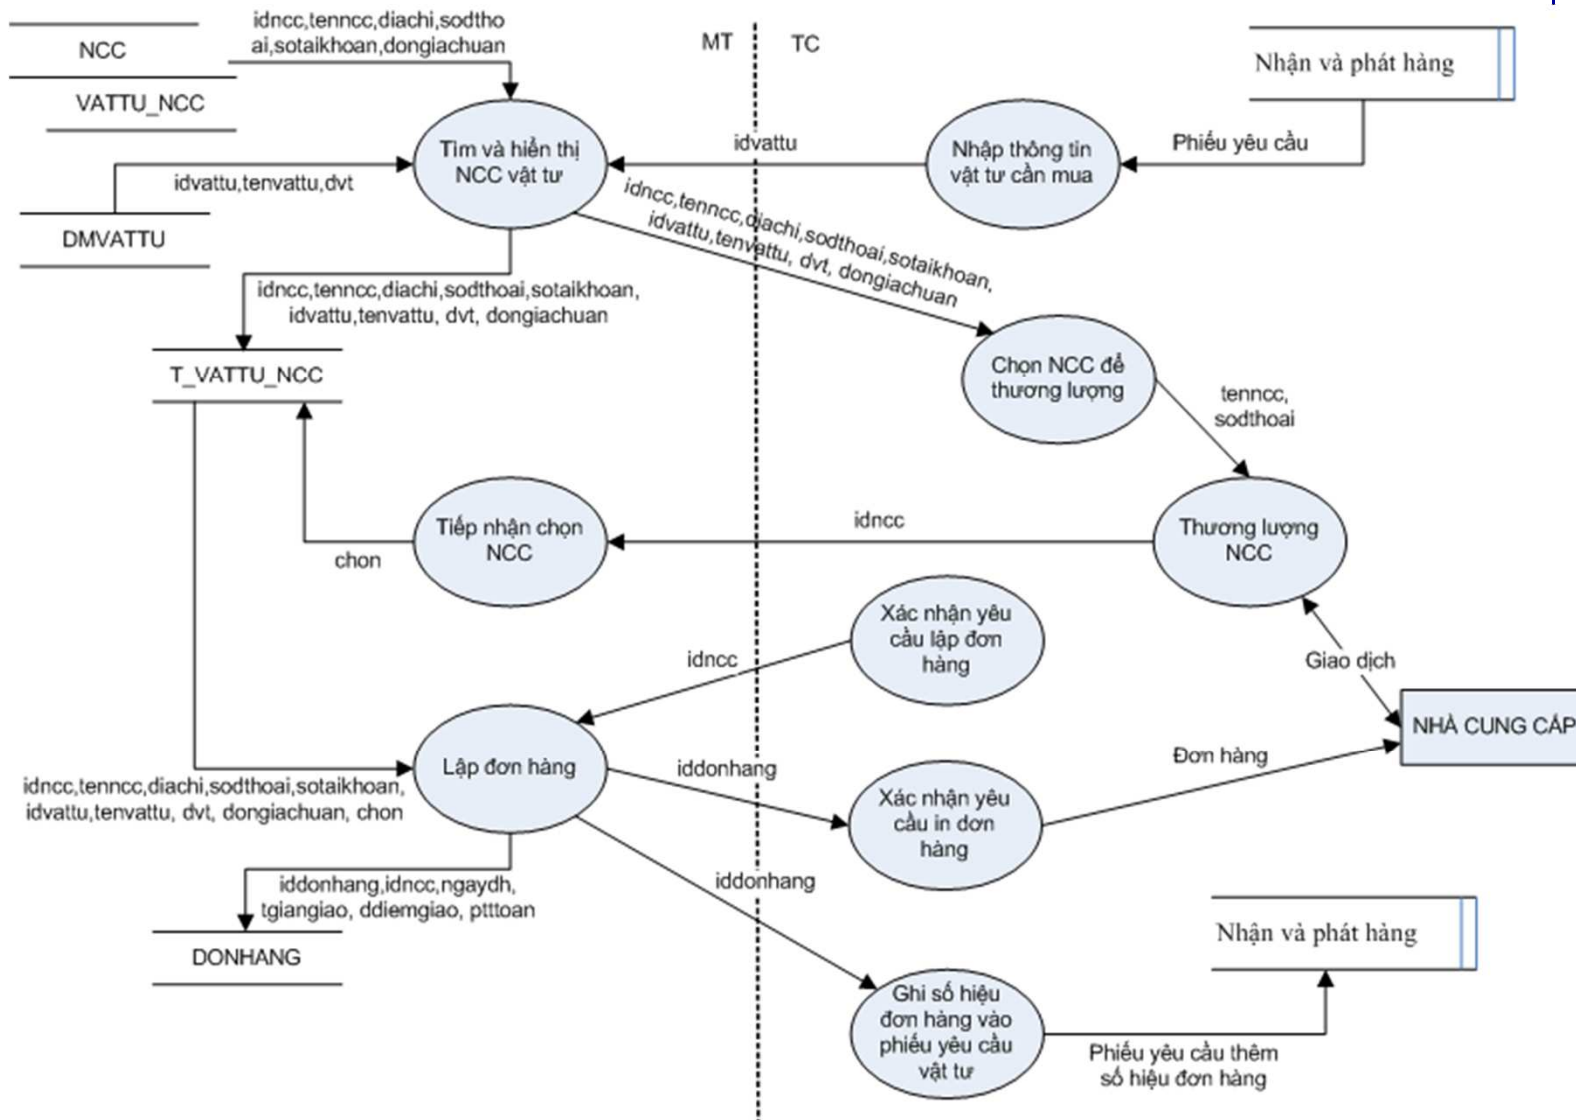 idncc,tenncc,diachi,sodtho
ai,sotaikhoan,dongiachuan
NCC
VATTU_NCC
MT
TC
Nhận và phát hàng
Phiếu yêu cầu
Tìm và hiển thị
NCC vật tư
idvattu
Nhập thông tin
vật tư cần mua
idvattu,tenvattu,dvt
DMVATTU
idncc,tenncc,diachi,sodthoai,sotaikhoan,
idvattu,tenvattu, dvt, dongiachuan
idncc,tenncc,diachi,sodthoai,sotaikhoan,
idvattu,tenvattu, dvt, dongiachuan
T_VATTU_NCC
Chọn NCC để
thương lượng
tenncc,
sodthoai
Tiếp nhận chọn
NCC
chon
idncc
Thương lượng
NCC
Xác nhận yêu
cầu lập đơn
hàng
idncc
Giao dịch
NHÀ CUNG CẤP
Lập đơn hàng
idncc,tenncc,diachi,sodthoai,sotaikhoan,
idvattu,tenvattu, dvt, dongiachuan, chon
iddonhang
Xác nhận yêu
cầu in dơn
hàng
Đơn hàng
iddonhang,idncc,ngaydh,
tgiangiao, ddiemgiao, ptttoan
iddonhang
DONHANG
Nhận và phát hàng
Ghi số hiệu
đơn hàng vào
phiếu yêu cầu
vật tư
Phiếu yêu cầu thêm
số hiệu đơn hàng